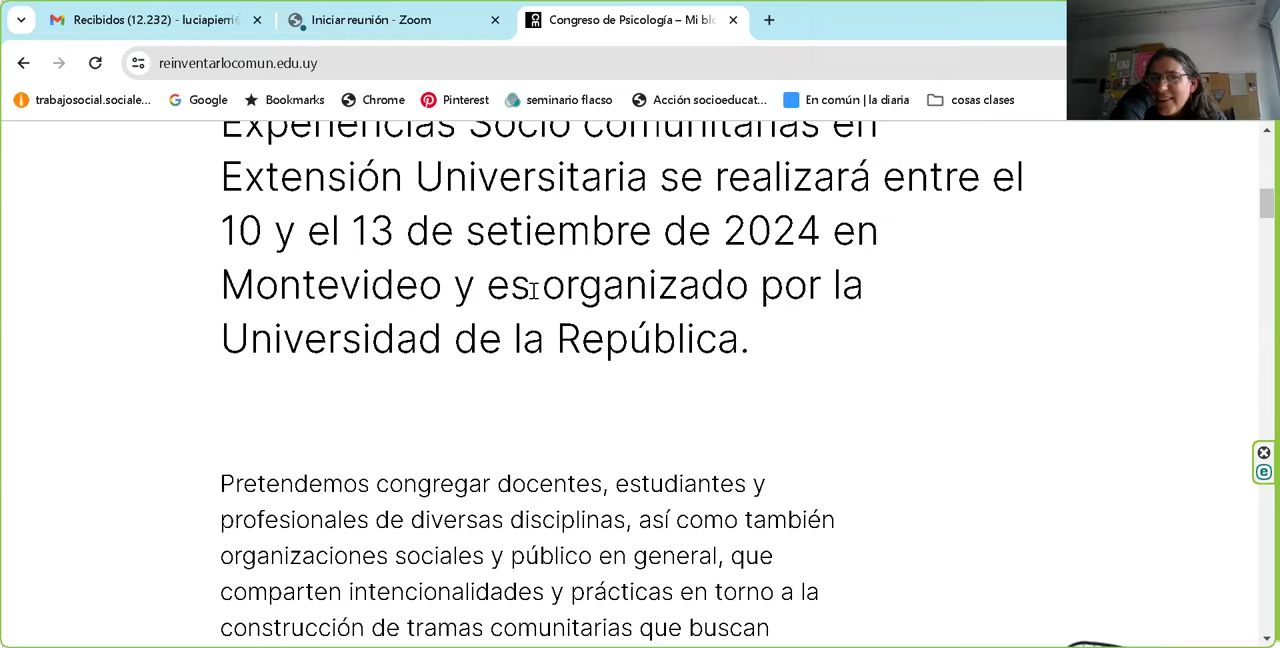 Recibidos (12.232) - luciapierri
Iniciar reunión - Zoom
Congreso de Psicología – Mi blo
reinventarlocomun.edu.uy
trabajosocial.sociale...
Google
Bookmarks
Chrome
Pinterest
seminario flacso
Acción socioeducat...
En común | la diaria
cosas clases
Experiencias Socio comunitarias en
Extensión Universitaria se realizará entre el
10 y el 13 de setiembre de 2024 en
Montevideo y es organizado por la
Universidad de la República.
Pretendemos congregar docentes, estudiantes y
profesionales de diversas disciplinas, así como también
organizaciones sociales y público en general, que
comparten intencionalidades y prácticas en torno a la
construcción de tramas comunitarias que buscan